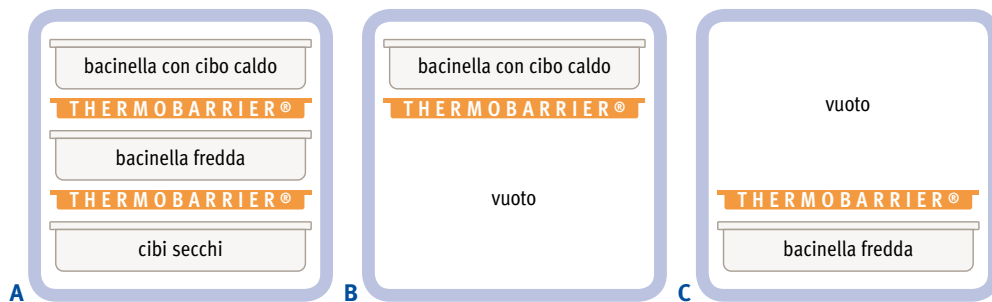 bacinella con cibo caldo
THERMOBARRIER®
bacinella fredda
THERMOBARRIER®
cibi secchi
A
bacinella con cibo caldo
THERMOBARRIER®
vuoto
B
vuoto
THERMOBARRIER®
bacinella fredda
C